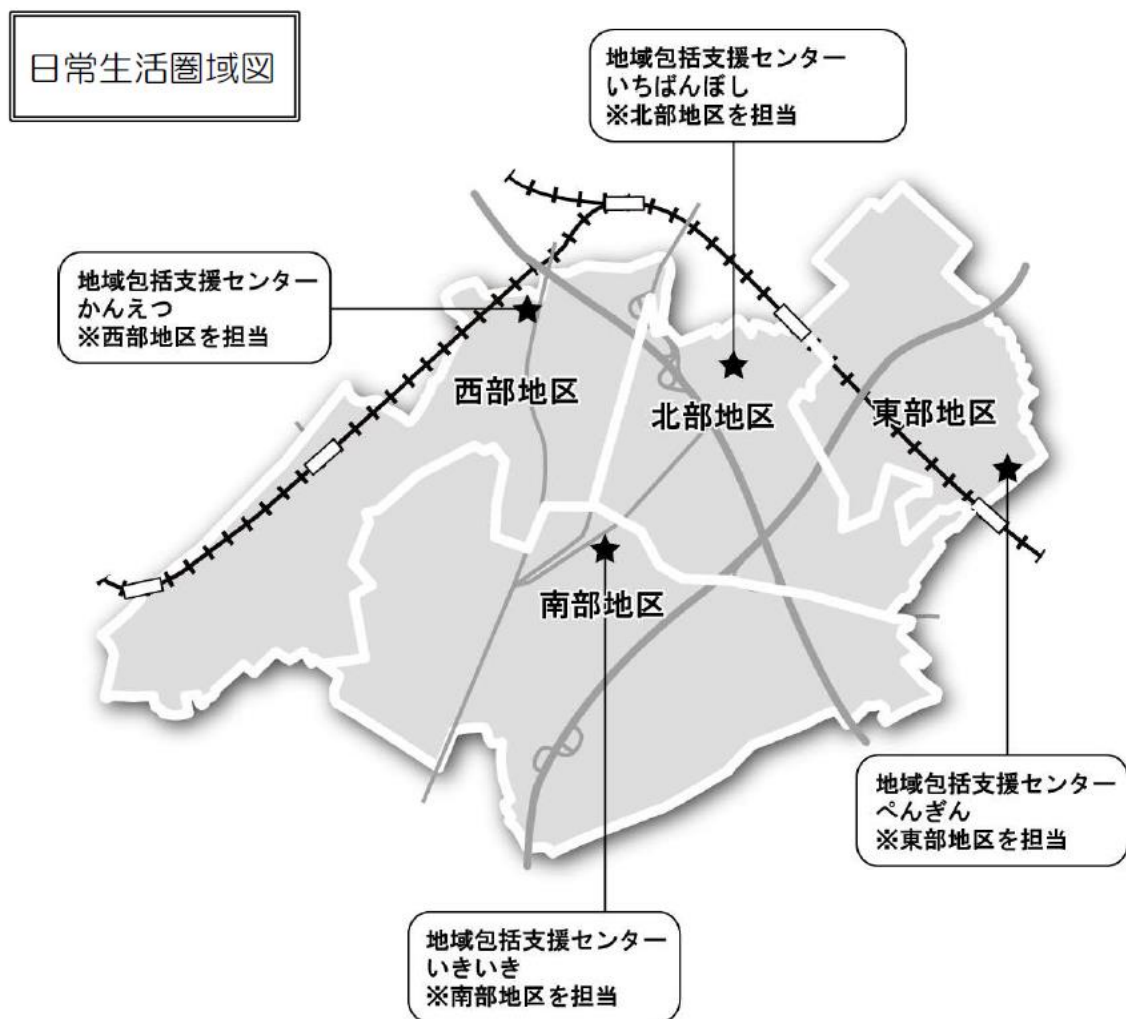 日常生活圏域図
地域包括支援センター
いちばんぼし
※北部地区を担当
地域包括支援センター
かんえつ
※西部地区を担当
西部地区
北部地区
東部地区
南部地区
地域包括支援センター
ぺんぎん
※東部地区を担当
地域包括支援センター
いきいき
※南部地区を担当